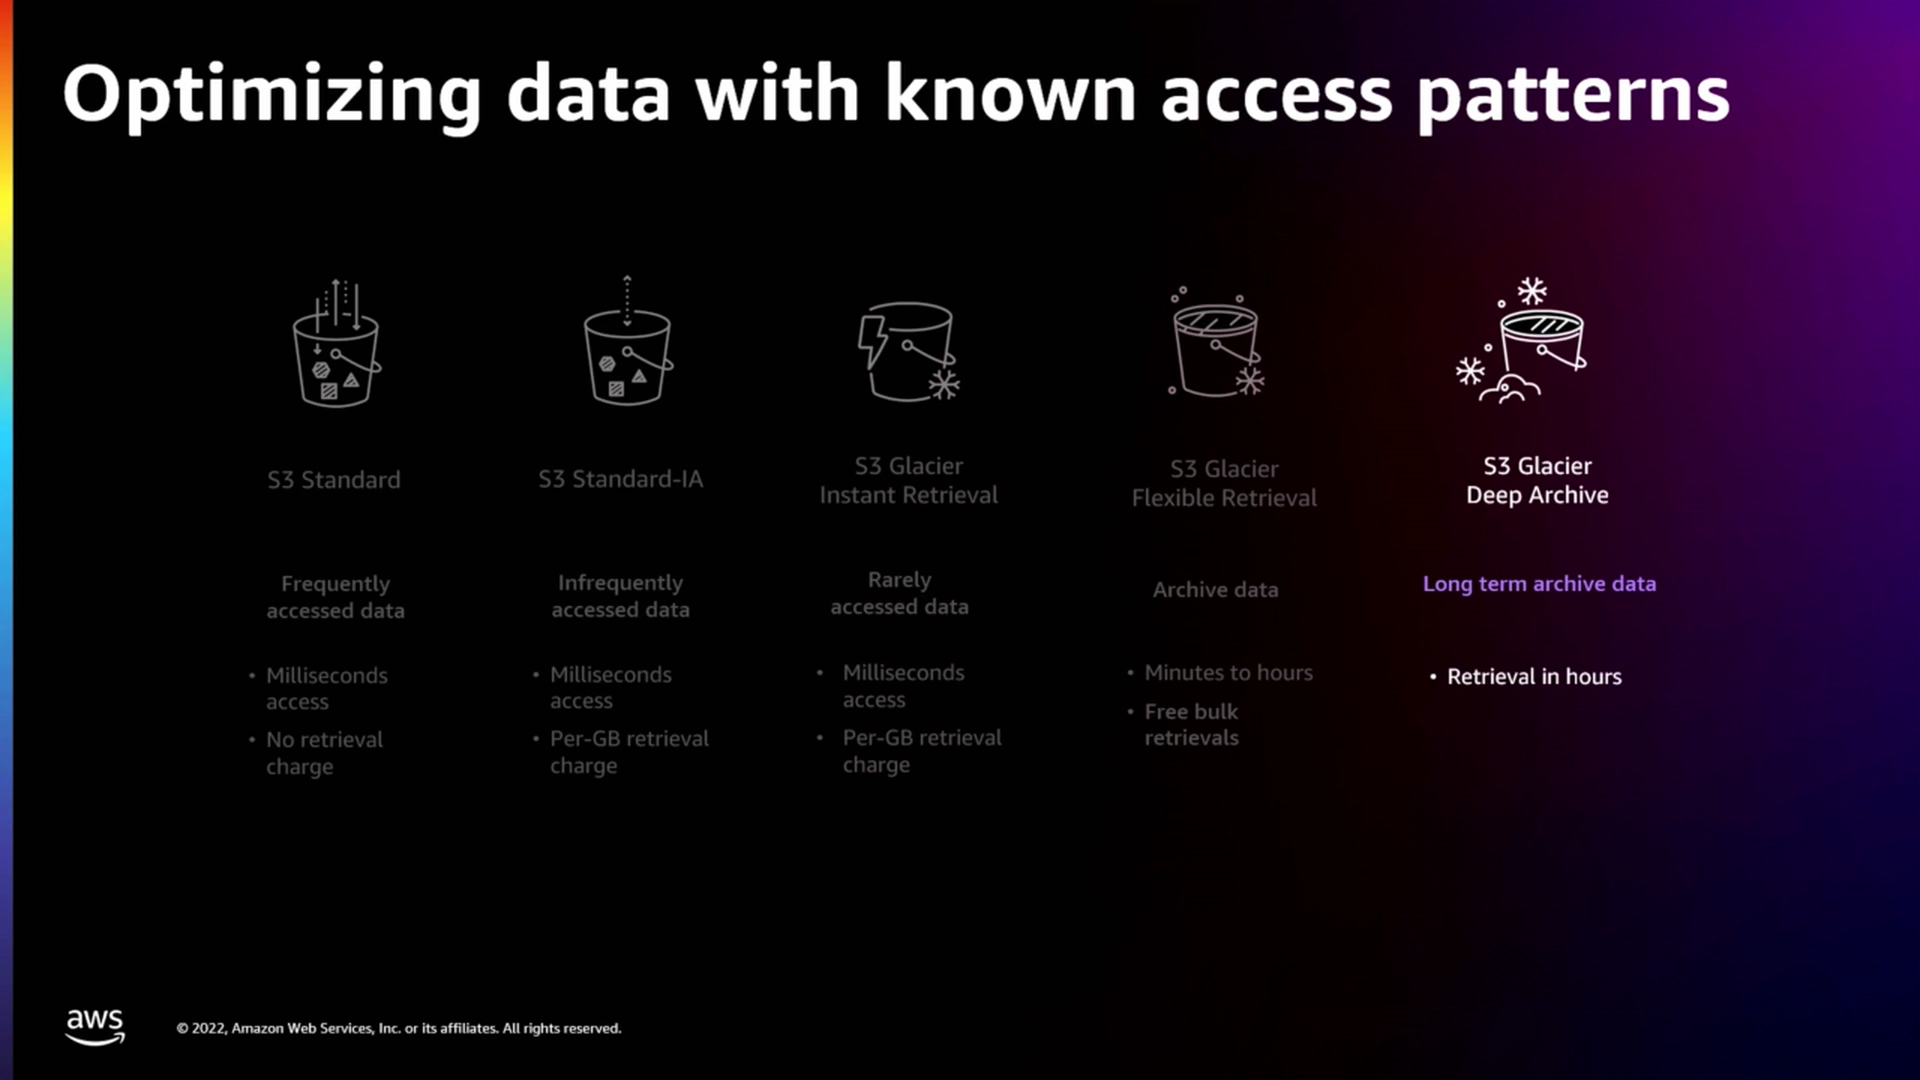 Optimizing data with known access patterns
S3 Standard
Frequently
accessed data
• Milliseconds
access
• No retrieval
charge
S3 Standard-IA
Infrequently
accessed data
• Milliseconds
access
• Per-GB retrieval
charge
S3 Glacier
Instant Retrieval
Rarely
accessed data
• Milliseconds
access
• Per-GB retrieval
charge
S3 Glacier
Flexible Retrieval
Archive data
• Minutes to hours
• Free bulk
retrievals
S3 Glacier
Deep Archive
Long term archive data
• Retrieval in hours
aws
© 2022, Amazon Web Services, Inc. or its affiliates. All rights reserved.